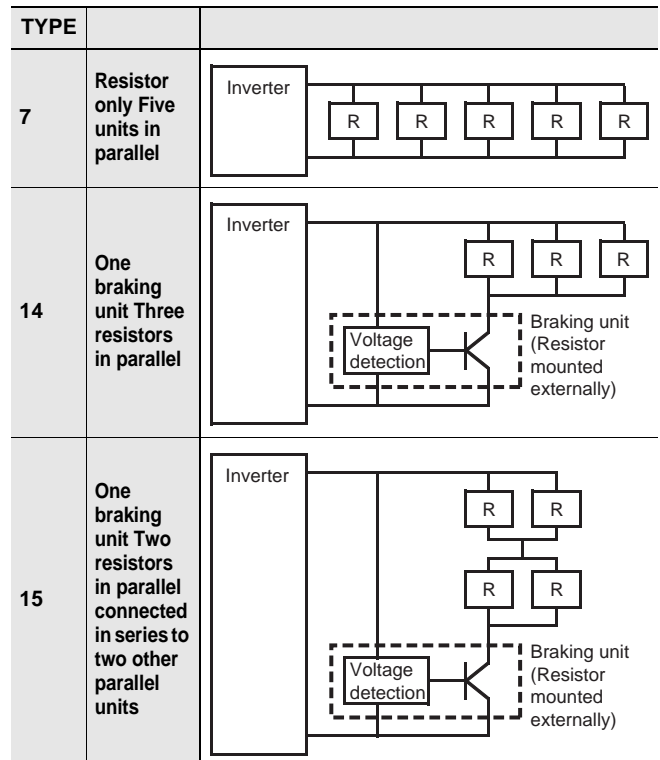 TYPE
7
Resistor
only Five
units in
parallel
Inverter
R R R R R
14
One
braking
unit Three
resistors
in parallel
Inverter
R R R
Voltage
detection
Braking unit
(Resistor
mounted
externally)
15
One
braking
unit Two
resistors
in parallel
connected
in series to
two other
parallel
units
Inverter
R R
R R
Voltage
detection
Braking unit
(Resistor
mounted
externally)